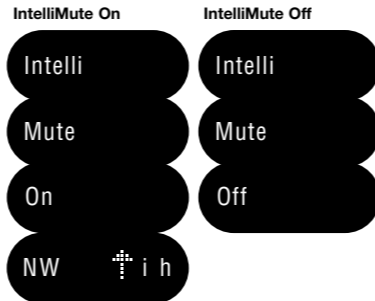 IntelliMute On
Intelli
Mute
On
NW ⇡ i h
IntelliMute Off
Intelli
Mute
Off